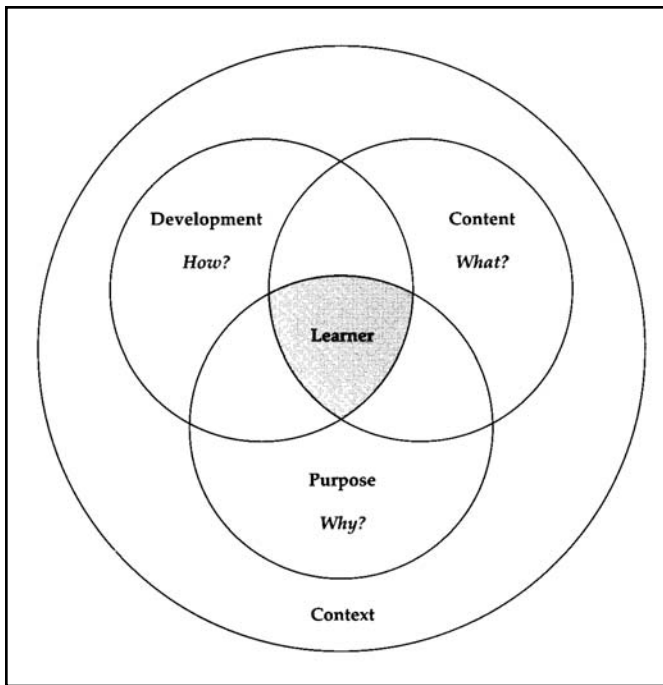 Development
How?
Content
What?
Learner
Purpose
Why?
Context